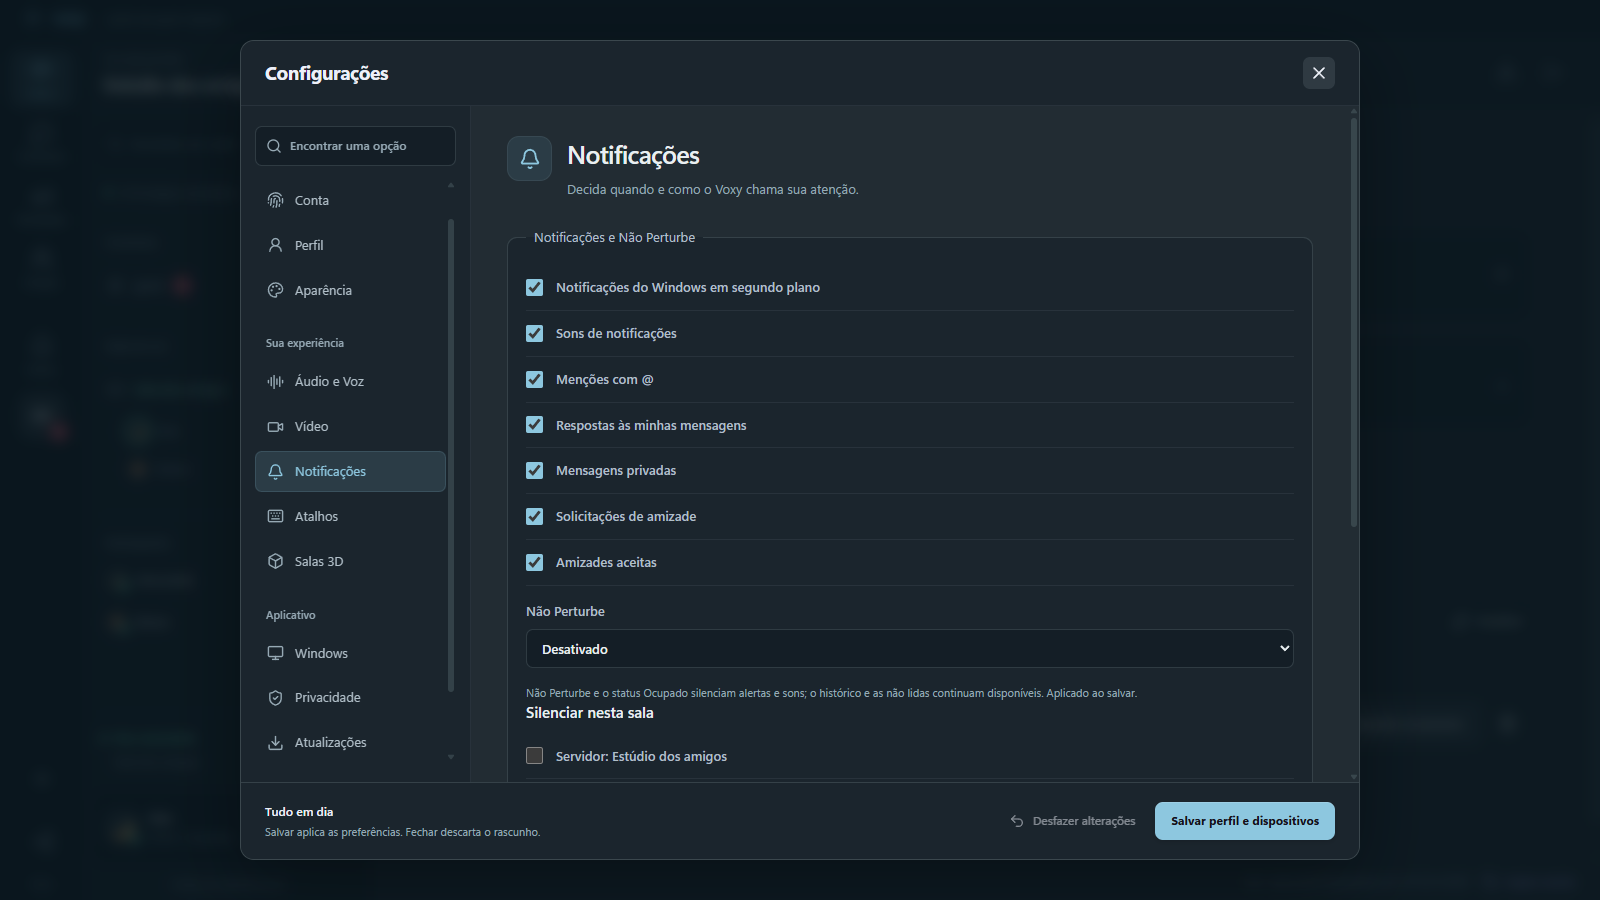 Configurações
Encontrar uma opção
Conta
Perfil
Aparência
Sua experiência
Áudio e Voz
Vídeo
Notificações
Atalhos
Salas 3D
Aplicativo
Windows
Privacidade
Atualizações
Notificações
Decida quando e como o Voxy chama sua atenção.
Notificações e Não Perturbe
Notificações do Windows em segundo plano
Sons de notificações
Menções com @
Respostas às minhas mensagens
Mensagens privadas
Solicitações de amizade
Amizades aceitas
Não Perturbe
Desativado
Não Perturbe e o status Ocupado silenciam alertas e sons; o histórico e as não lidas continuam disponíveis. Aplicado ao salvar.
Silenciar nesta sala
Servidor: Estúdio dos amigos
Tudo em dia
Salvar aplica as preferências. Fechar descarta o rascunho.
Desfazer alterações
Salvar perfil e dispositivos